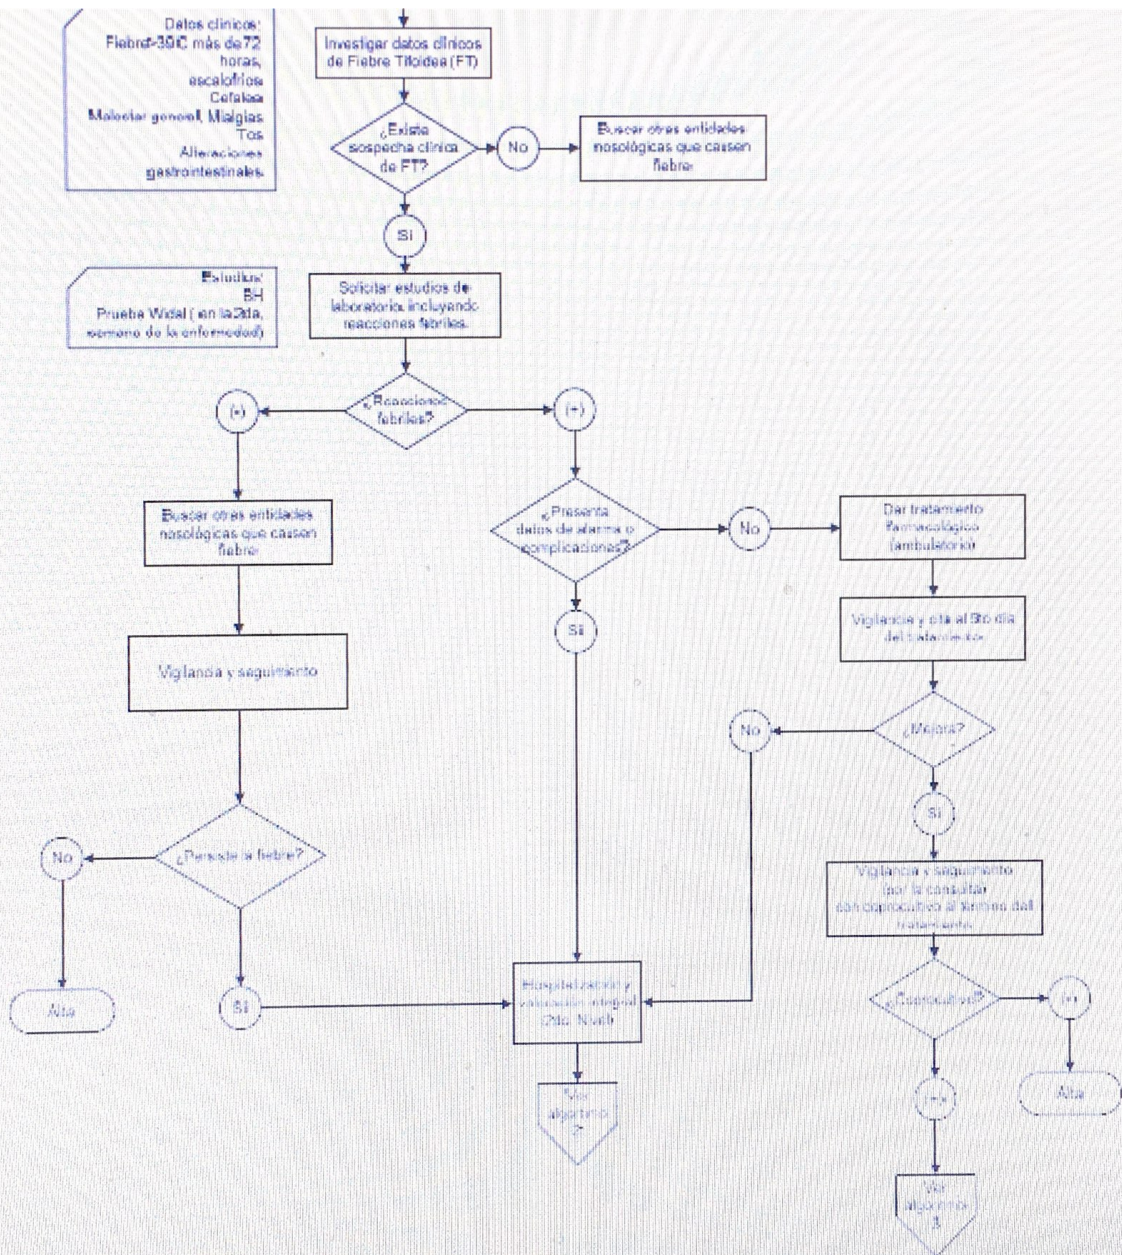 Datos clínicos:
Fiebre >39°C más de 72
horas,
escalofríos
Cefalea
Malestar general, Mialgias
Tos
Alteraciones
gastrointestinales.
Investigar datos clínicos
de Fiebre Tifoidea (FT)
¿Existe
sospecha clínica
de FT?
No
Buscar otras entidades
nosológicas que causen
fiebre.
Si
Estudios:
BH
Prueba Widal ( en la 2da,
semana de la enfermedad)
Solicitar estudios de
laboratorio, incluyendo
reacciones febriles.
¿Reacciones
febriles?
(-)
(+)
Buscar otras entidades
nosológicas que causen
fiebre
¿Presenta
datos de alarma o
complicaciones?
No
Dar tratamiento
farmacológico
(ambulatorio)
Si
Vigilancia y cita al 5to día
del tratamiento
Vigilancia y seguimiento
No
¿Mejora?
Si
No
¿Persiste la fiebre?
Vigilancia y seguimiento
(por la consulta)
con coprocultivo al término del
tratamiento
Alta
Si
Hospitalización y
valoración integral
(2do. Nivel)
¿Coprocultivo?
(-)
Ver
algoritmo
2
(+)
Alta
Ver
algoritmo
3